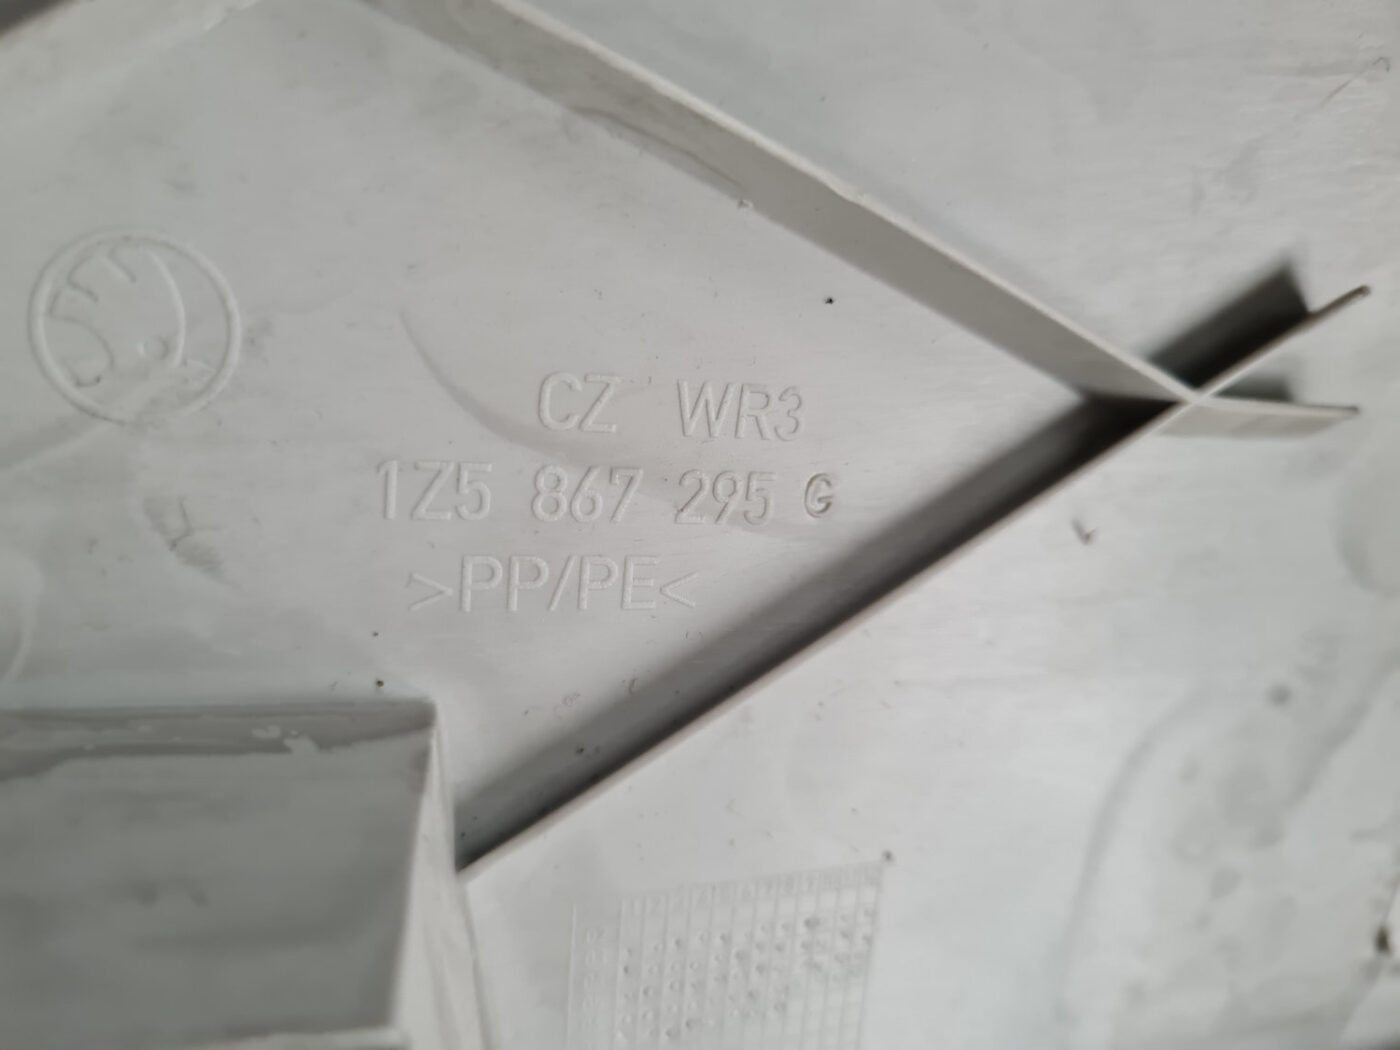 CZ WR3
1Z5 867 295 G
>PP/PE<